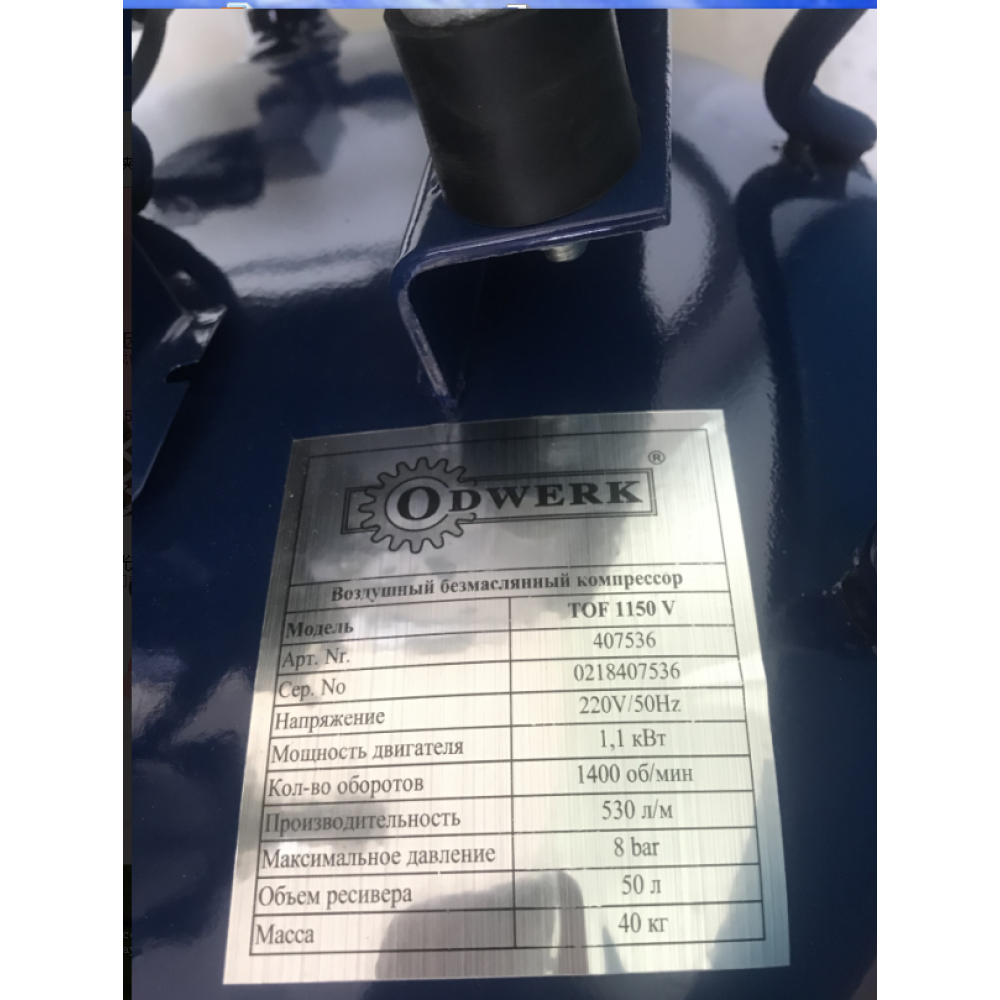 ODWERK ®
Воздушный безмаслянный компрессор
Модель TOF 1150 V
Арт. Nr. 407536
Сер. No 0218407536
Напряжение 220V/50Hz
Мощность двигателя 1,1 кВт
Кол-во оборотов 1400 об/мин
Производительность 530 л/м
Максимальное давление 8 bar
Объем ресивера 50 л
Масса 40 кг